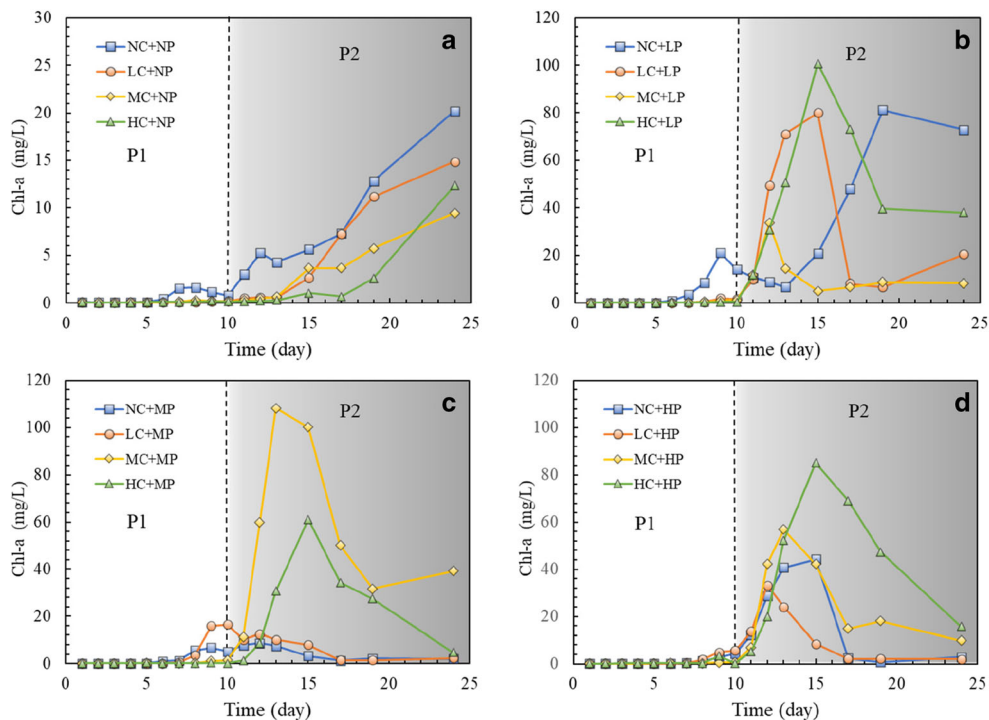 a
30
25
20
15
10
5
0
Chl-a (mg/L)
NC+NP
LC+NP
MC+NP
HC+NP
P1
P2
0 5 10 15 20 25
Time (day)
b
120
100
80
60
40
20
0
Chl-a (mg/L)
NC+LP
LC+LP
MC+LP
HC+LP
P1
P2
0 5 10 15 20 25
Time (day)
c
120
100
80
60
40
20
0
Chl-a (mg/L)
NC+MP
LC+MP
MC+MP
HC+MP
P1
P2
0 5 10 15 20 25
Time (day)
d
120
100
80
60
40
20
0
Chl-a (mg/L)
NC+HP
LC+HP
MC+HP
HC+HP
P1
P2
0 5 10 15 20 25
Time (day)